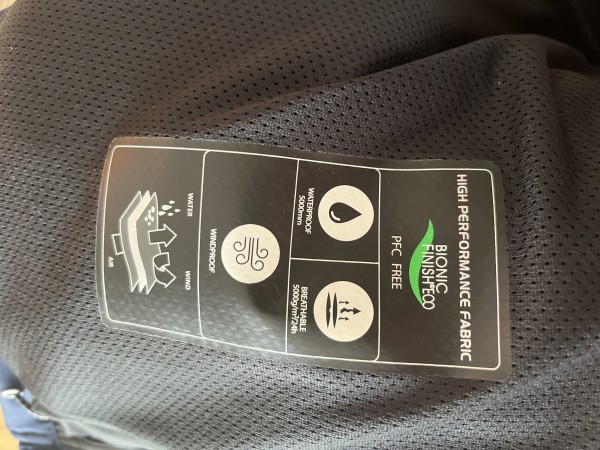 HIGH PERFORMANCE FABRIC
BIONIC
FINISH®ECO
PFC FREE
WATERPROOF
5000mm
BREATHABLE
5000g/m²/24h
WINDPROOF
WATER
WIND
AIR